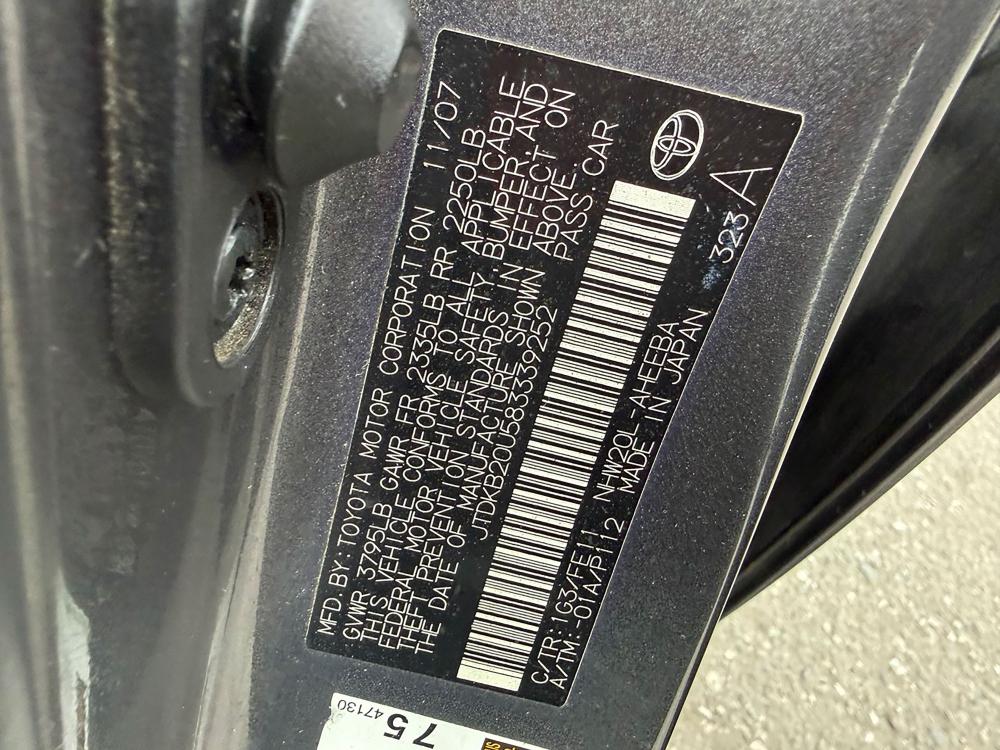 MFD.BY:TOYOTA MOTOR CORPORATION 11/07
GVWR 3795LB GAWR FR 2335LB RR 2250LB
THIS VEHICLE CONFORMS TO ALL APPLICABLE
FEDERAL MOTOR VEHICLE SAFETY, BUMPER, AND
THEFT PREVENTION STANDARDS IN EFFECT ON
THE DATE OF MANUFACTURE SHOWN ABOVE.
JTDKB20U583339252 PASS.CAR
C/TR:1G3/FE11 NHW20L-AHEEBA
A/TM:-01A/P112 MADE IN JAPAN
323
A
75
47130